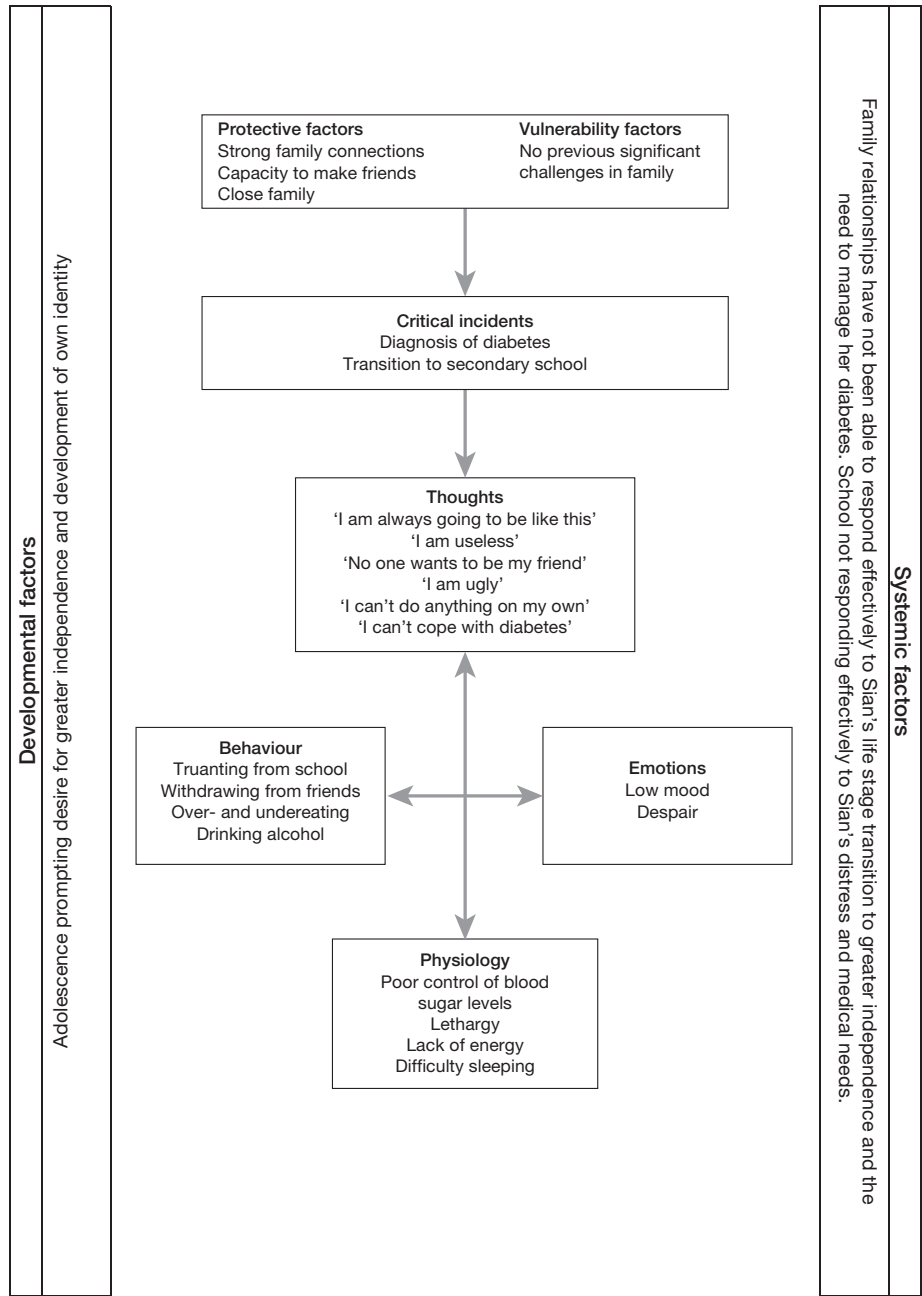 Developmental factors
Adolescence prompting desire for greater independence and development of own identity
Protective factors
Strong family connections
Capacity to make friends
Close family
Vulnerability factors
No previous significant
challenges in family
Critical incidents
Diagnosis of diabetes
Transition to secondary school
Thoughts
‘I am always going to be like this’
‘I am useless’
‘No one wants to be my friend’
‘I am ugly’
‘I can’t do anything on my own’
‘I can’t cope with diabetes’
Behaviour
Truanting from school
Withdrawing from friends
Over- and undereating
Drinking alcohol
Emotions
Low mood
Despair
Physiology
Poor control of blood
sugar levels
Lethargy
Lack of energy
Difficulty sleeping
Systemic factors
Family relationships have not been able to respond effectively to Sian’s life stage transition to greater independence and the
need to manage her diabetes. School not responding effectively to Sian’s distress and medical needs.